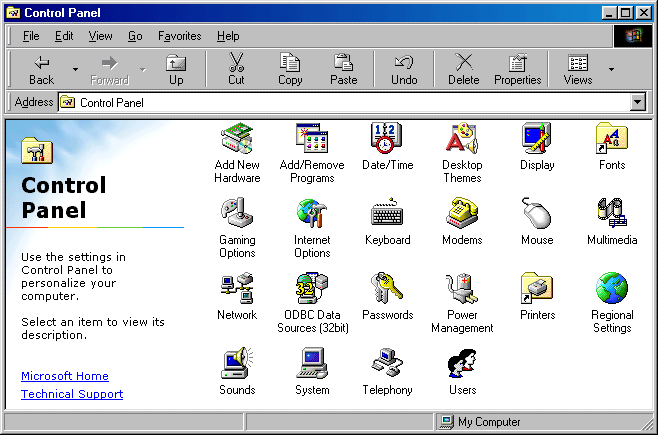 Control Panel
File Edit View Go Favorites Help
Back Forward Up Cut Copy Paste Undo Delete Properties Views
Address Control Panel
Control
Panel
Use the settings in
Control Panel to
personalize your
computer.
Select an item to view its
description.
Microsoft Home
Technical Support
Add New
Hardware
Add/Remove
Programs
Date/Time
Desktop
Themes
Display
Fonts
Gaming
Options
Internet
Options
Keyboard
Modems
Mouse
Multimedia
Network
ODBC Data
Sources (32bit)
Passwords
Power
Management
Printers
Regional
Settings
Sounds
System
Telephony
Users
My Computer